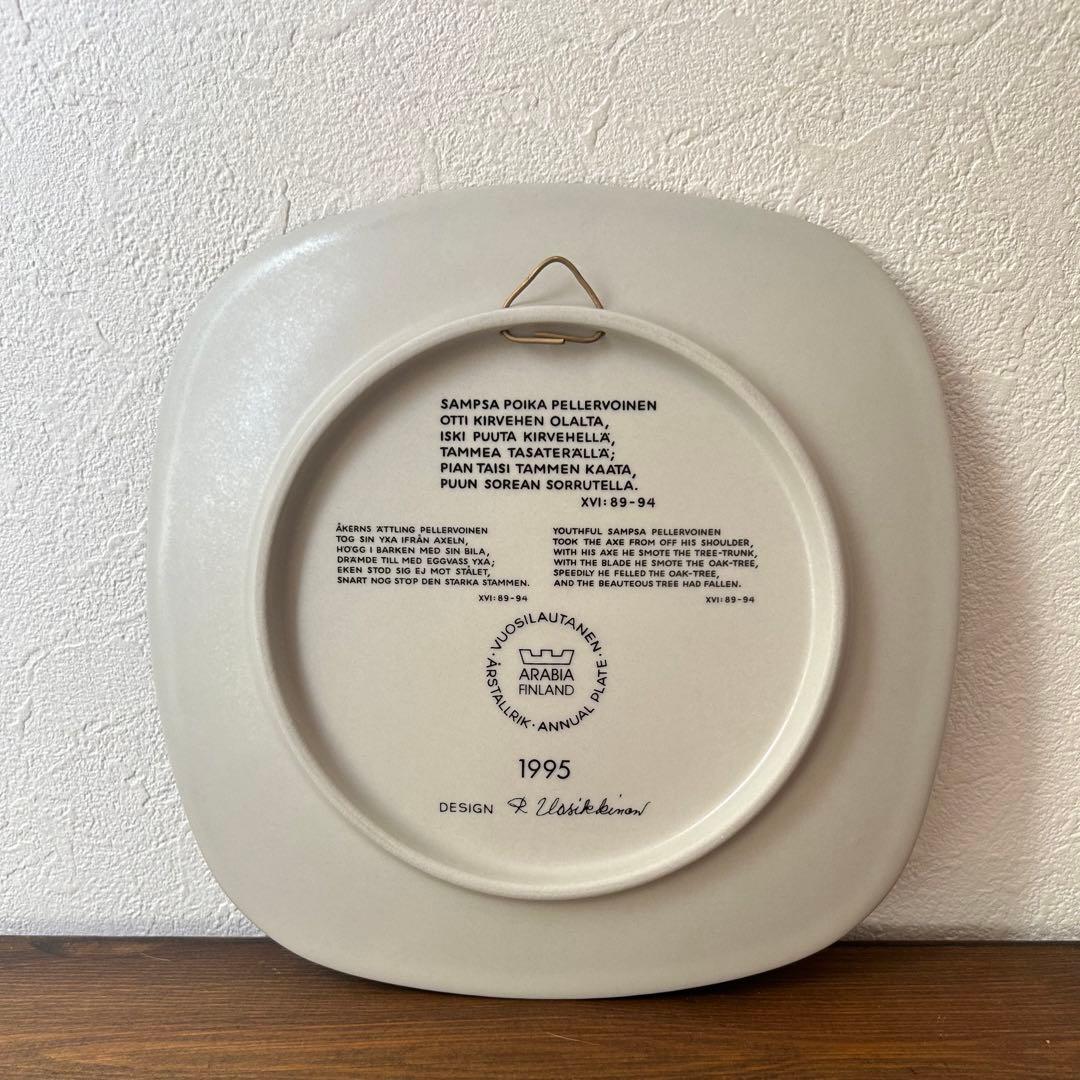 SAMPSA POIKA PELLERVOINEN
OTTI KIRVEHEN OLALTA,
ISKI PUUTA KIRVEHELLÄ,
TAMMEA TASATERÄLLÄ;
PIAN TAISI TAMMEN KAATA,
PUUN SOREAN SORRUTELLA.
XVI: 89-94
ÅKERNS ÄTTLING PELLERVOINEN
TOG SIN YXA IFRÅN AXELN,
HÖGG I BARKEN MED SIN BILA,
DRÄMDE TILL MED EGGVASS YXA;
EKEN STOD SIG EJ MOT STÅLET,
SNART NOG STÖP DEN STARKA STAMMEN.
XVI: 89-94
YOUTHFUL SAMPSA PELLERVOINEN
TOOK THE AXE FROM OFF HIS SHOULDER,
WITH HIS AXE HE SMOTE THE TREE-TRUNK,
WITH THE BLADE HE SMOTE THE OAK-TREE,
SPEEDILY HE FELLED THE OAK-TREE,
AND THE BEAUTEOUS TREE HAD FALLEN.
XVI: 89-94
· VUOSILAUTANEN · ANNUAL PLATE · ÅRSTALLRIK
ARABIA
FINLAND
1995
DESIGN R Uosikkinen